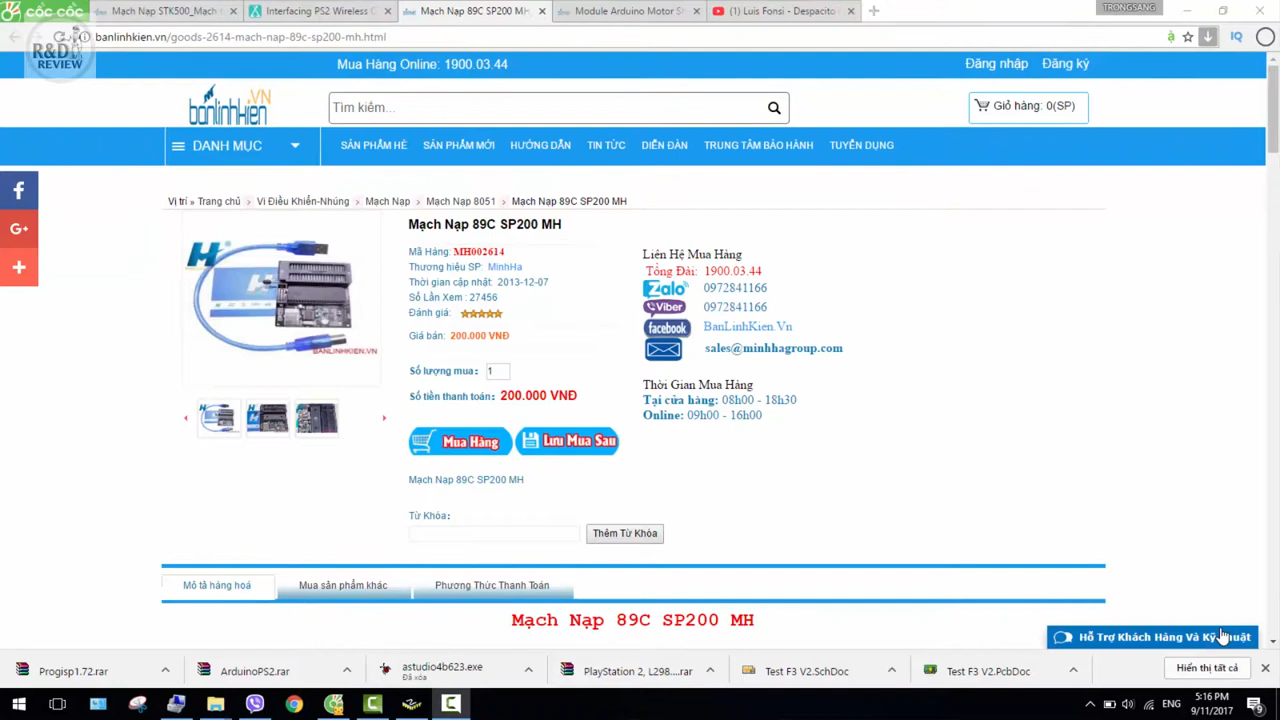 CỐC CỐC
Mach Nap STK500_Mach t
Interfacing PS2 Wireless C
Mạch Nạp 89C SP200 MH
Module Arduino Motor Sh
(1) Luis Fonsi - Despacito
TRONGSANG
R&D
REVIEW
banlinhkien.vn/goods-2614-mach-nap-89c-sp200-mh.html
Mua Hàng Online: 1900.03.44
Đăng nhập
Đăng ký
banlinhkien
.VN
Tìm kiếm...
Giỏ hàng: 0(SP)
DANH MỤC
SẢN PHẨM HÈ
SẢN PHẨM MỚI
HƯỚNG DẪN
TIN TỨC
DIỄN ĐÀN
TRUNG TÂM BẢO HÀNH
TUYỂN DỤNG
Vị trí » Trang chủ > Vi Điều Khiển-Nhúng > Mạch Nạp > Mạch Nạp 8051 > Mạch Nạp 89C SP200 MH
Mạch Nạp 89C SP200 MH
Mã Hàng: MH002614
Thương hiệu SP: MinhHa
Thời gian cập nhật: 2013-12-07
Số Lần Xem : 27456
Đánh giá:
Giá bán: 200.000 VNĐ
BANLINHKIEN.VN
Số lượng mua: 1
Số tiền thanh toán: 200.000 VNĐ
Mua Hàng
Lưu Mua Sau
Mạch Nạp 89C SP200 MH
Từ Khóa:
Thêm Từ Khóa
Liên Hệ Mua Hàng
Tổng Đài: 1900.03.44
Zalo 0972841166
Viber 0972841166
facebook BanLinhKien.Vn
sales@minhhagroup.com
Thời Gian Mua Hàng
Tại cửa hàng: 08h00 - 18h30
Online: 09h00 - 16h00
Mô tả hàng hoá
Mua sản phẩm khác
Phương Thức Thanh Toán
Mạch Nạp 89C SP200 MH
Hỗ Trợ Khách Hàng Và Kỹ Thuật
Progisp1.72.rar
ArduinoPS2.rar
astudio4b623.exe
Đã xóa
PlayStation 2, L298....rar
Test F3 V2.SchDoc
Test F3 V2.PcbDoc
Hiển thị tất cả
ENG
5:16 PM
9/11/2017
9